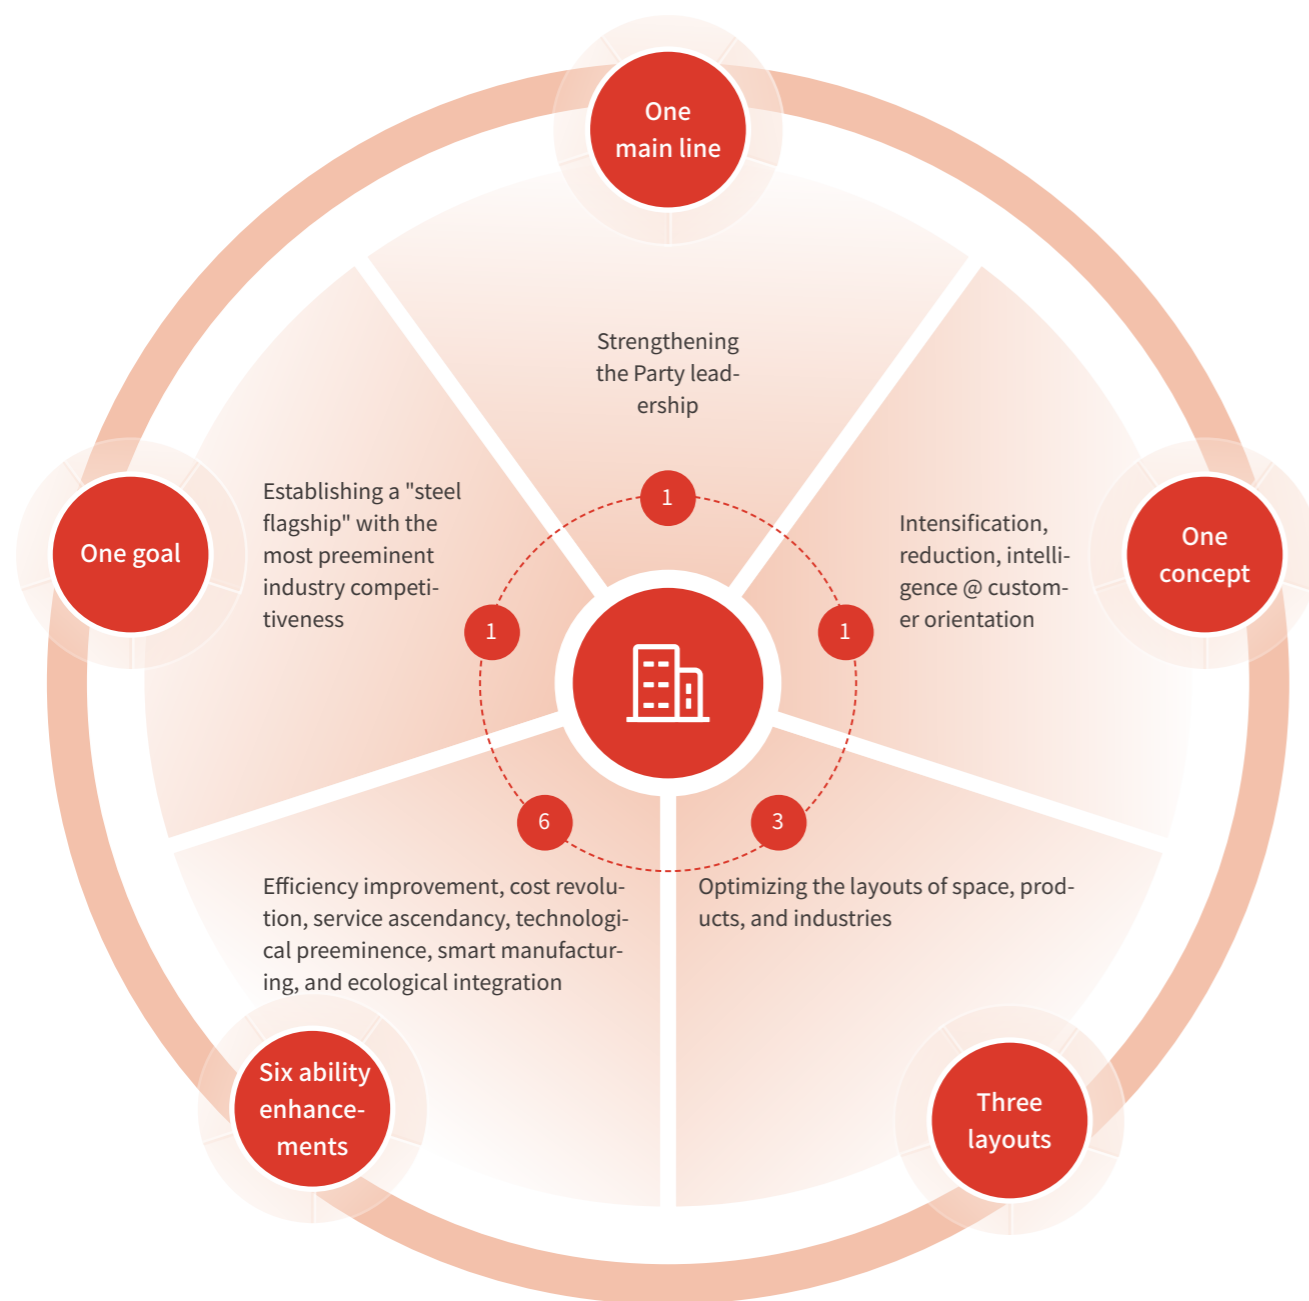 One
main line
Strengthening
the Party lead-
ership
1
One
concept
Intensification,
reduction, intelli-
gence @ custom-
er orientation
1
Three
layouts
3
Optimizing the layouts of space, prod-
ucts, and industries
Six ability
enhance-
ments
6
Efficiency improvement, cost revolu-
tion, service ascendancy, technologi-
cal preeminence, smart manufactur-
ing, and ecological integration
One goal
Establishing a "steel
flagship" with the
most preeminent
industry competi-
tiveness
1